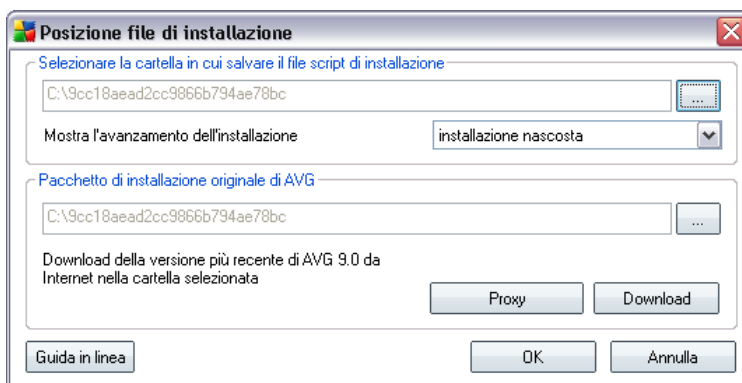 Posizione file di installazione
Selezionare la cartella in cui salvare il file script di installazione
C:\9cc18aead2cc9866b794ae78bc
...
Mostra l'avanzamento dell'installazione
installazione nascosta
Pacchetto di installazione originale di AVG
C:\9cc18aead2cc9866b794ae78bc
...
Download della versione più recente di AVG 9.0 da
Internet nella cartella selezionata
Proxy
Download
Guida in linea
OK
Annulla